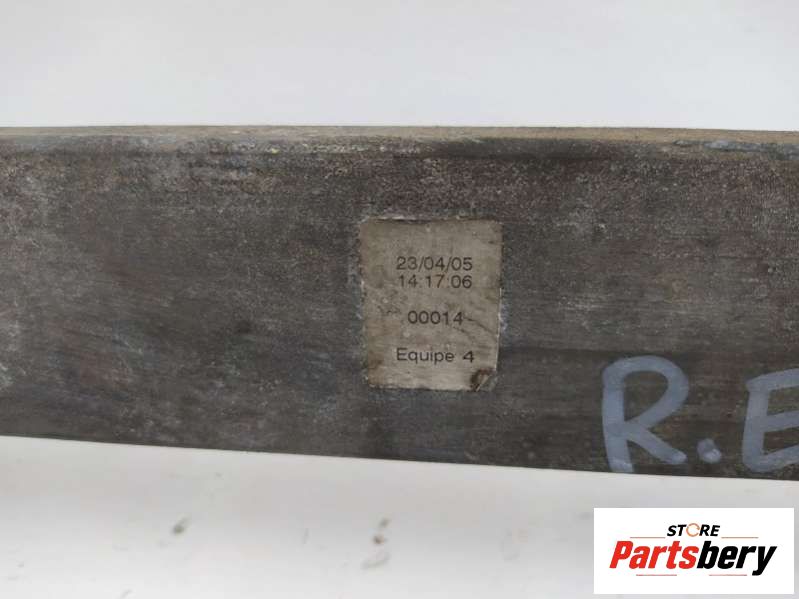 23/04/05
14:17:06
00014-
Equipe 4
R.E
STORE
Partsbery